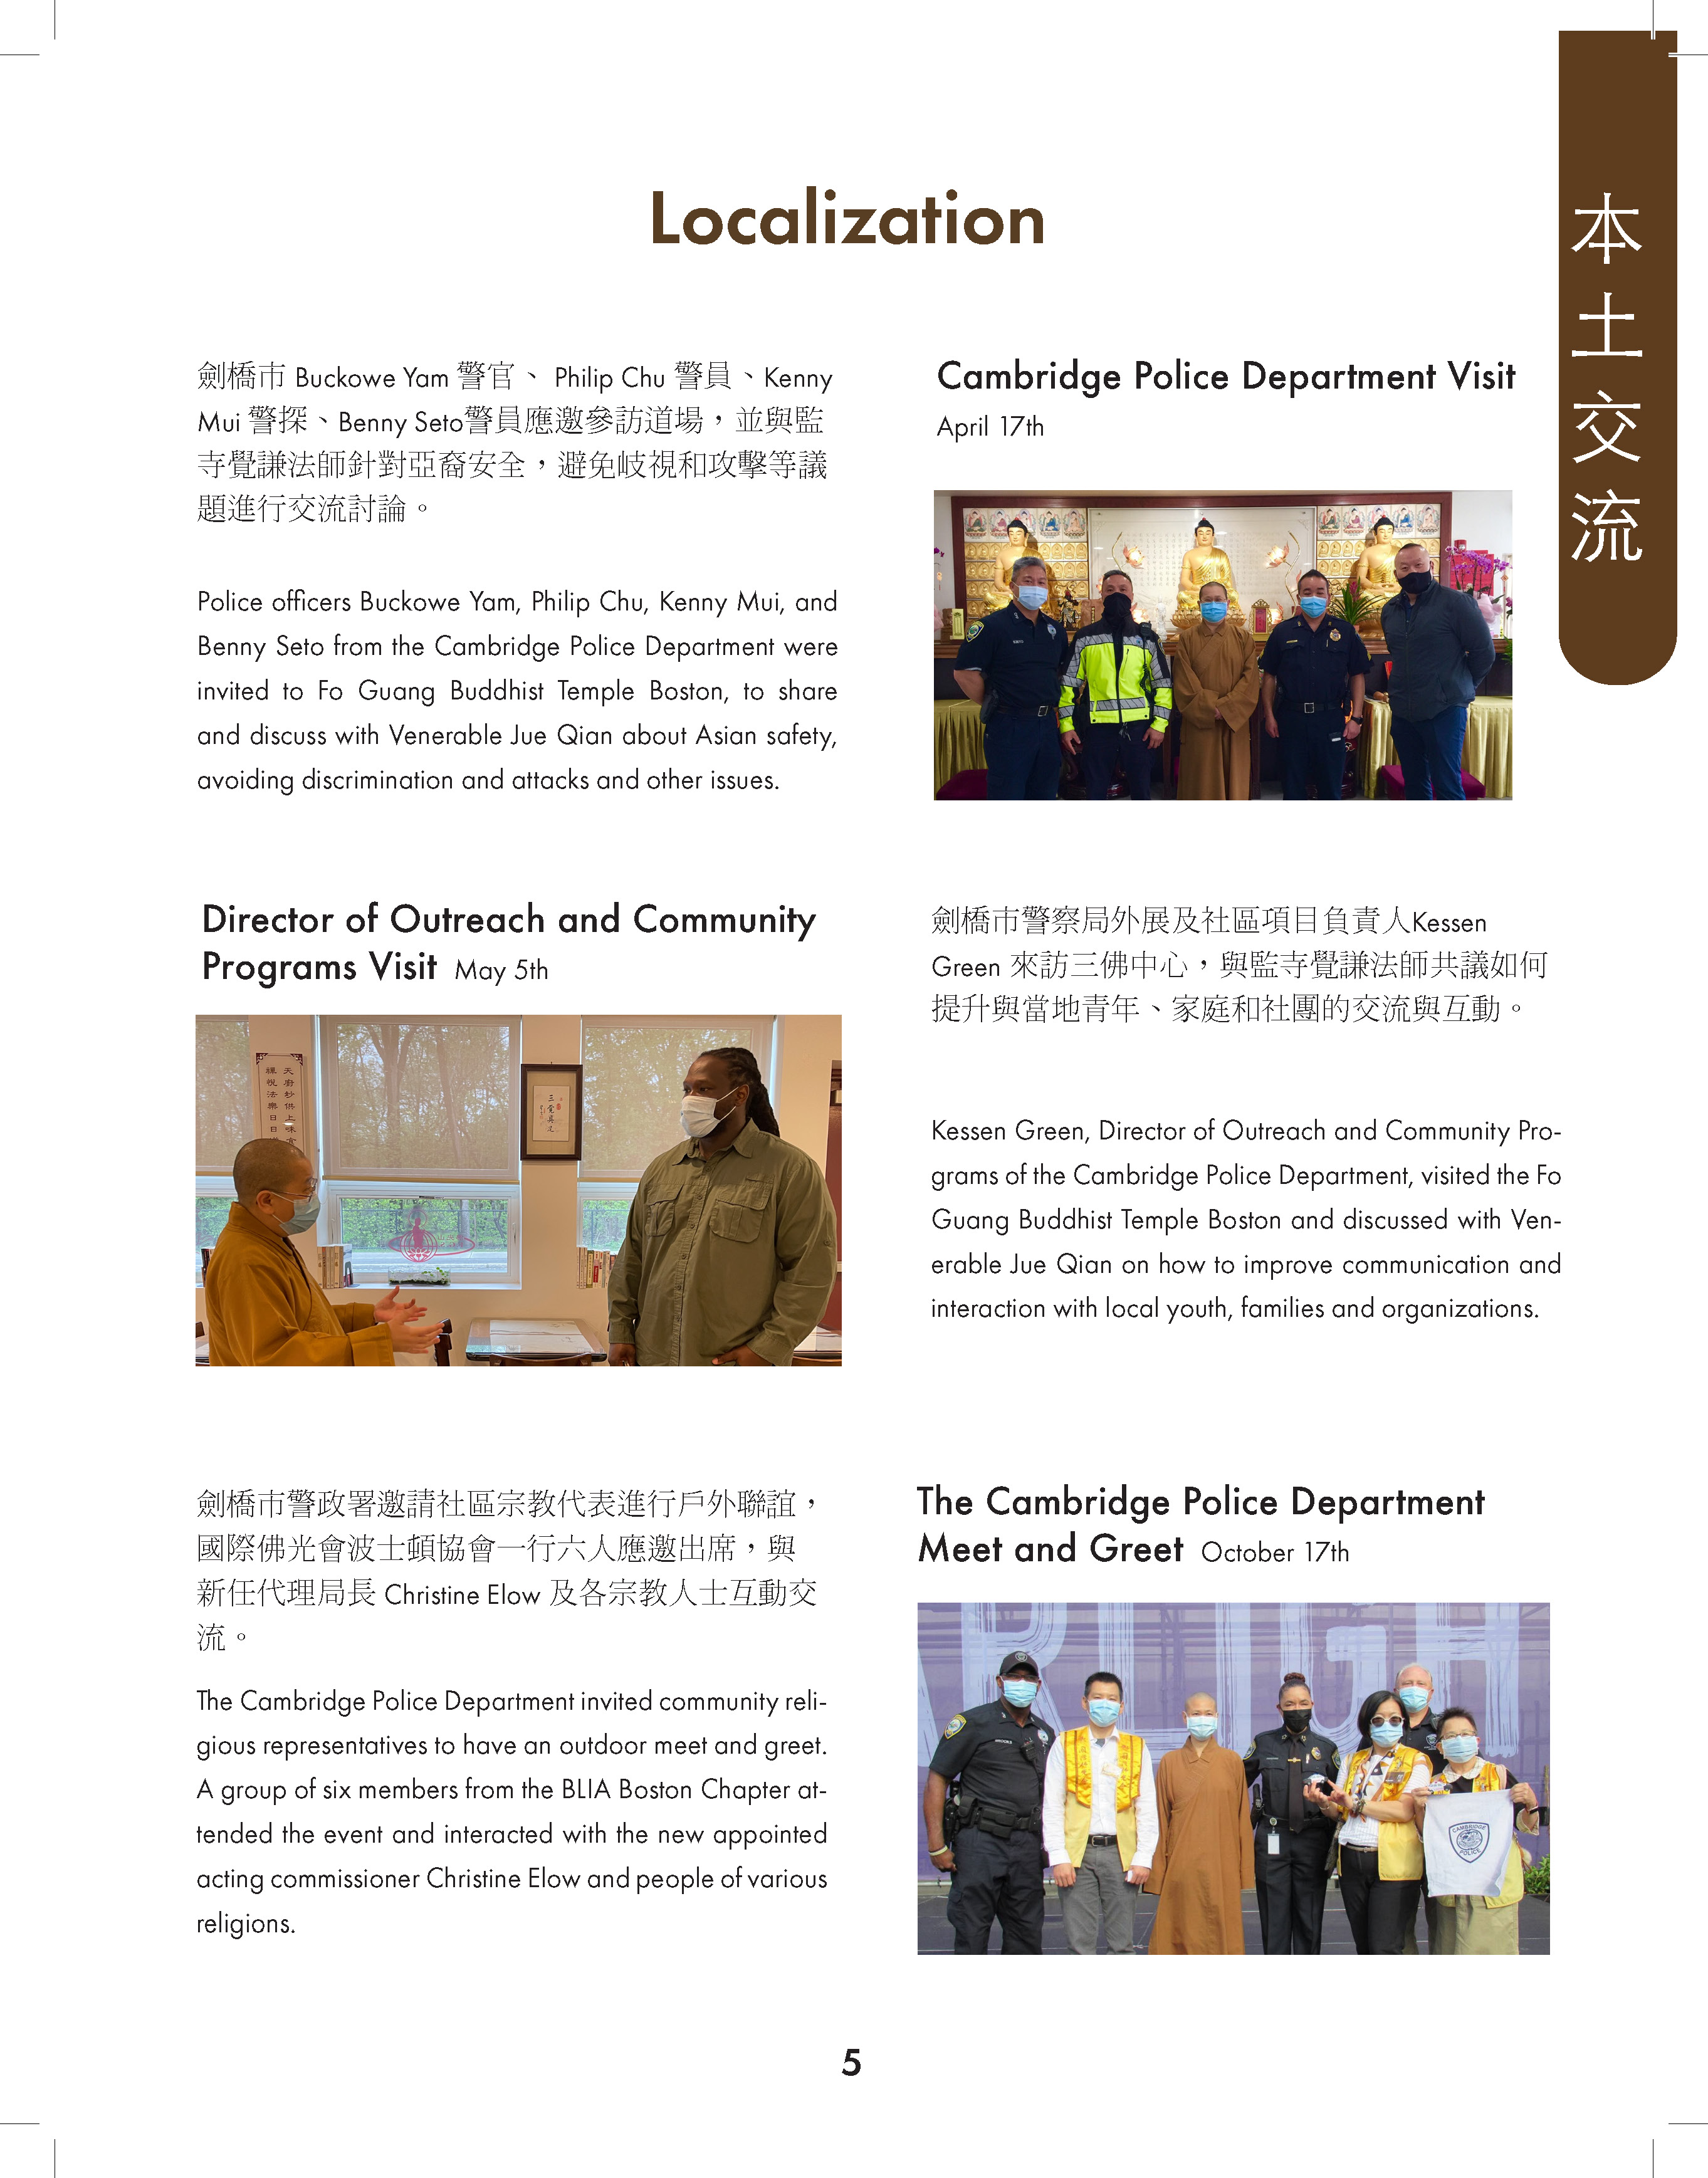 Localization
本土交流
劍橋市 Buckowe Yam 警官、 Philip Chu 警員、Kenny
Mui 警探、Benny Seto警員應邀參訪道場，並與監
寺覺謙法師針對亞裔安全，避免岐視和攻擊等議
題進行交流討論。
Police officers Buckowe Yam, Philip Chu, Kenny Mui, and
Benny Seto from the Cambridge Police Department were
invited to Fo Guang Buddhist Temple Boston, to share
and discuss with Venerable Jue Qian about Asian safety,
avoiding discrimination and attacks and other issues.
Cambridge Police Department Visit
April 17th
Director of Outreach and Community
Programs Visit May 5th
三覺具足
劍橋市警察局外展及社區項目負責人Kessen
Green 來訪三佛中心，與監寺覺謙法師共議如何
提升與當地青年、家庭和社團的交流與互動。
Kessen Green, Director of Outreach and Community Pro-
grams of the Cambridge Police Department, visited the Fo
Guang Buddhist Temple Boston and discussed with Ven-
erable Jue Qian on how to improve communication and
interaction with local youth, families and organizations.
劍橋市警政署邀請社區宗教代表進行戶外聯誼，
國際佛光會波士頓協會一行六人應邀出席，與
新任代理局長 Christine Elow 及各宗教人士互動交
流。
The Cambridge Police Department invited community reli-
gious representatives to have an outdoor meet and greet.
A group of six members from the BLIA Boston Chapter at-
tended the event and interacted with the new appointed
acting commissioner Christine Elow and people of various
religions.
The Cambridge Police Department
Meet and Greet October 17th
CAMBRIDGE
POLICE
5